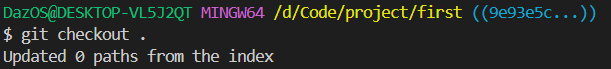 DazOS@DESKTOP-VL5J2QT MINGW64 /d/Code/project/first ((9e93e5c...))
$ git checkout .
Updated 0 paths from the index